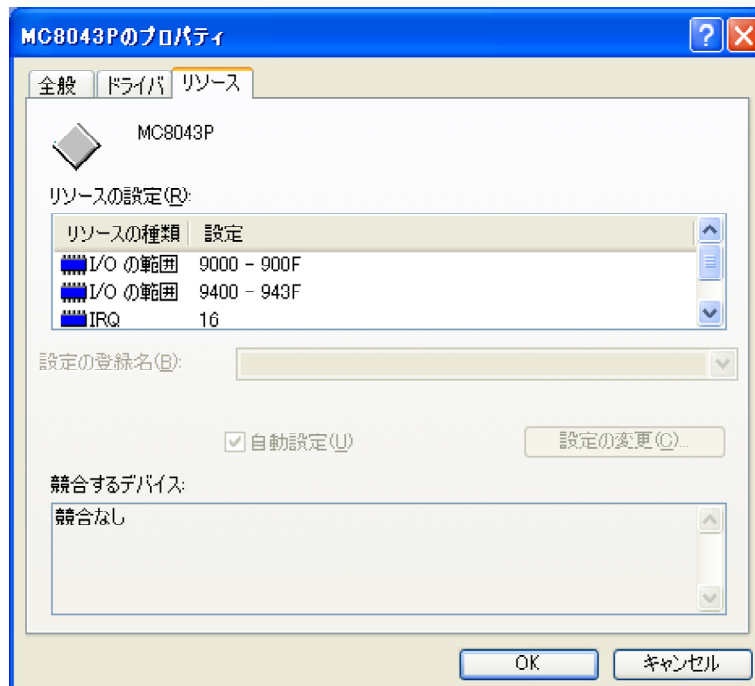 MC8043Pのプロパティ
全般 ドライバ リソース
MC8043P
リソースの設定(R):
リソースの種類 設定
I/O の範囲 9000 - 900F
I/O の範囲 9400 - 943F
IRQ 16
設定の登録名(B):
自動設定(U) 設定の変更(C)...
競合するデバイス:
競合なし
OK キャンセル